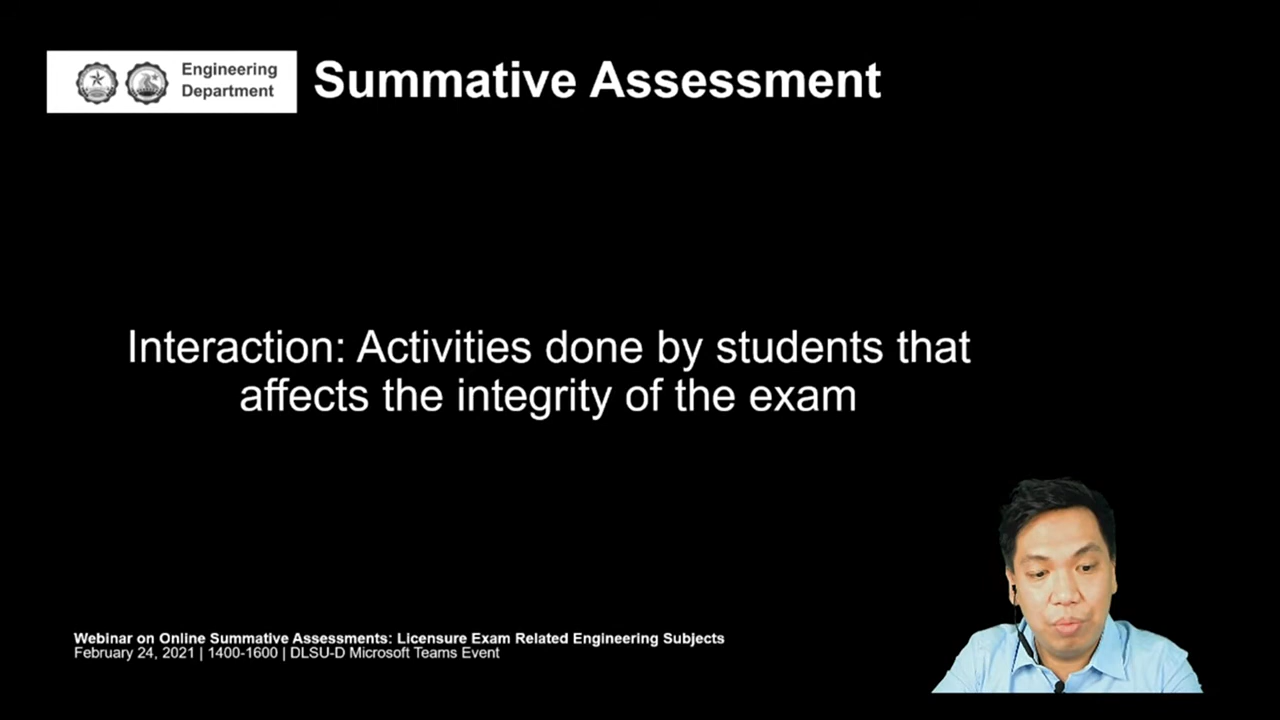 Engineering
Department
Summative Assessment
Interaction: Activities done by students that
affects the integrity of the exam
Webinar on Online Summative Assessments: Licensure Exam Related Engineering Subjects
February 24, 2021 | 1400-1600 | DLSU-D Microsoft Teams Event